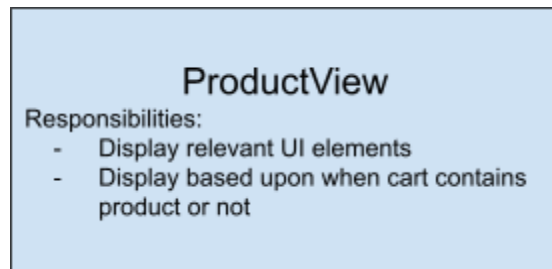 ProductView
Responsibilities:
- Display relevant UI elements
- Display based upon when cart contains
product or not